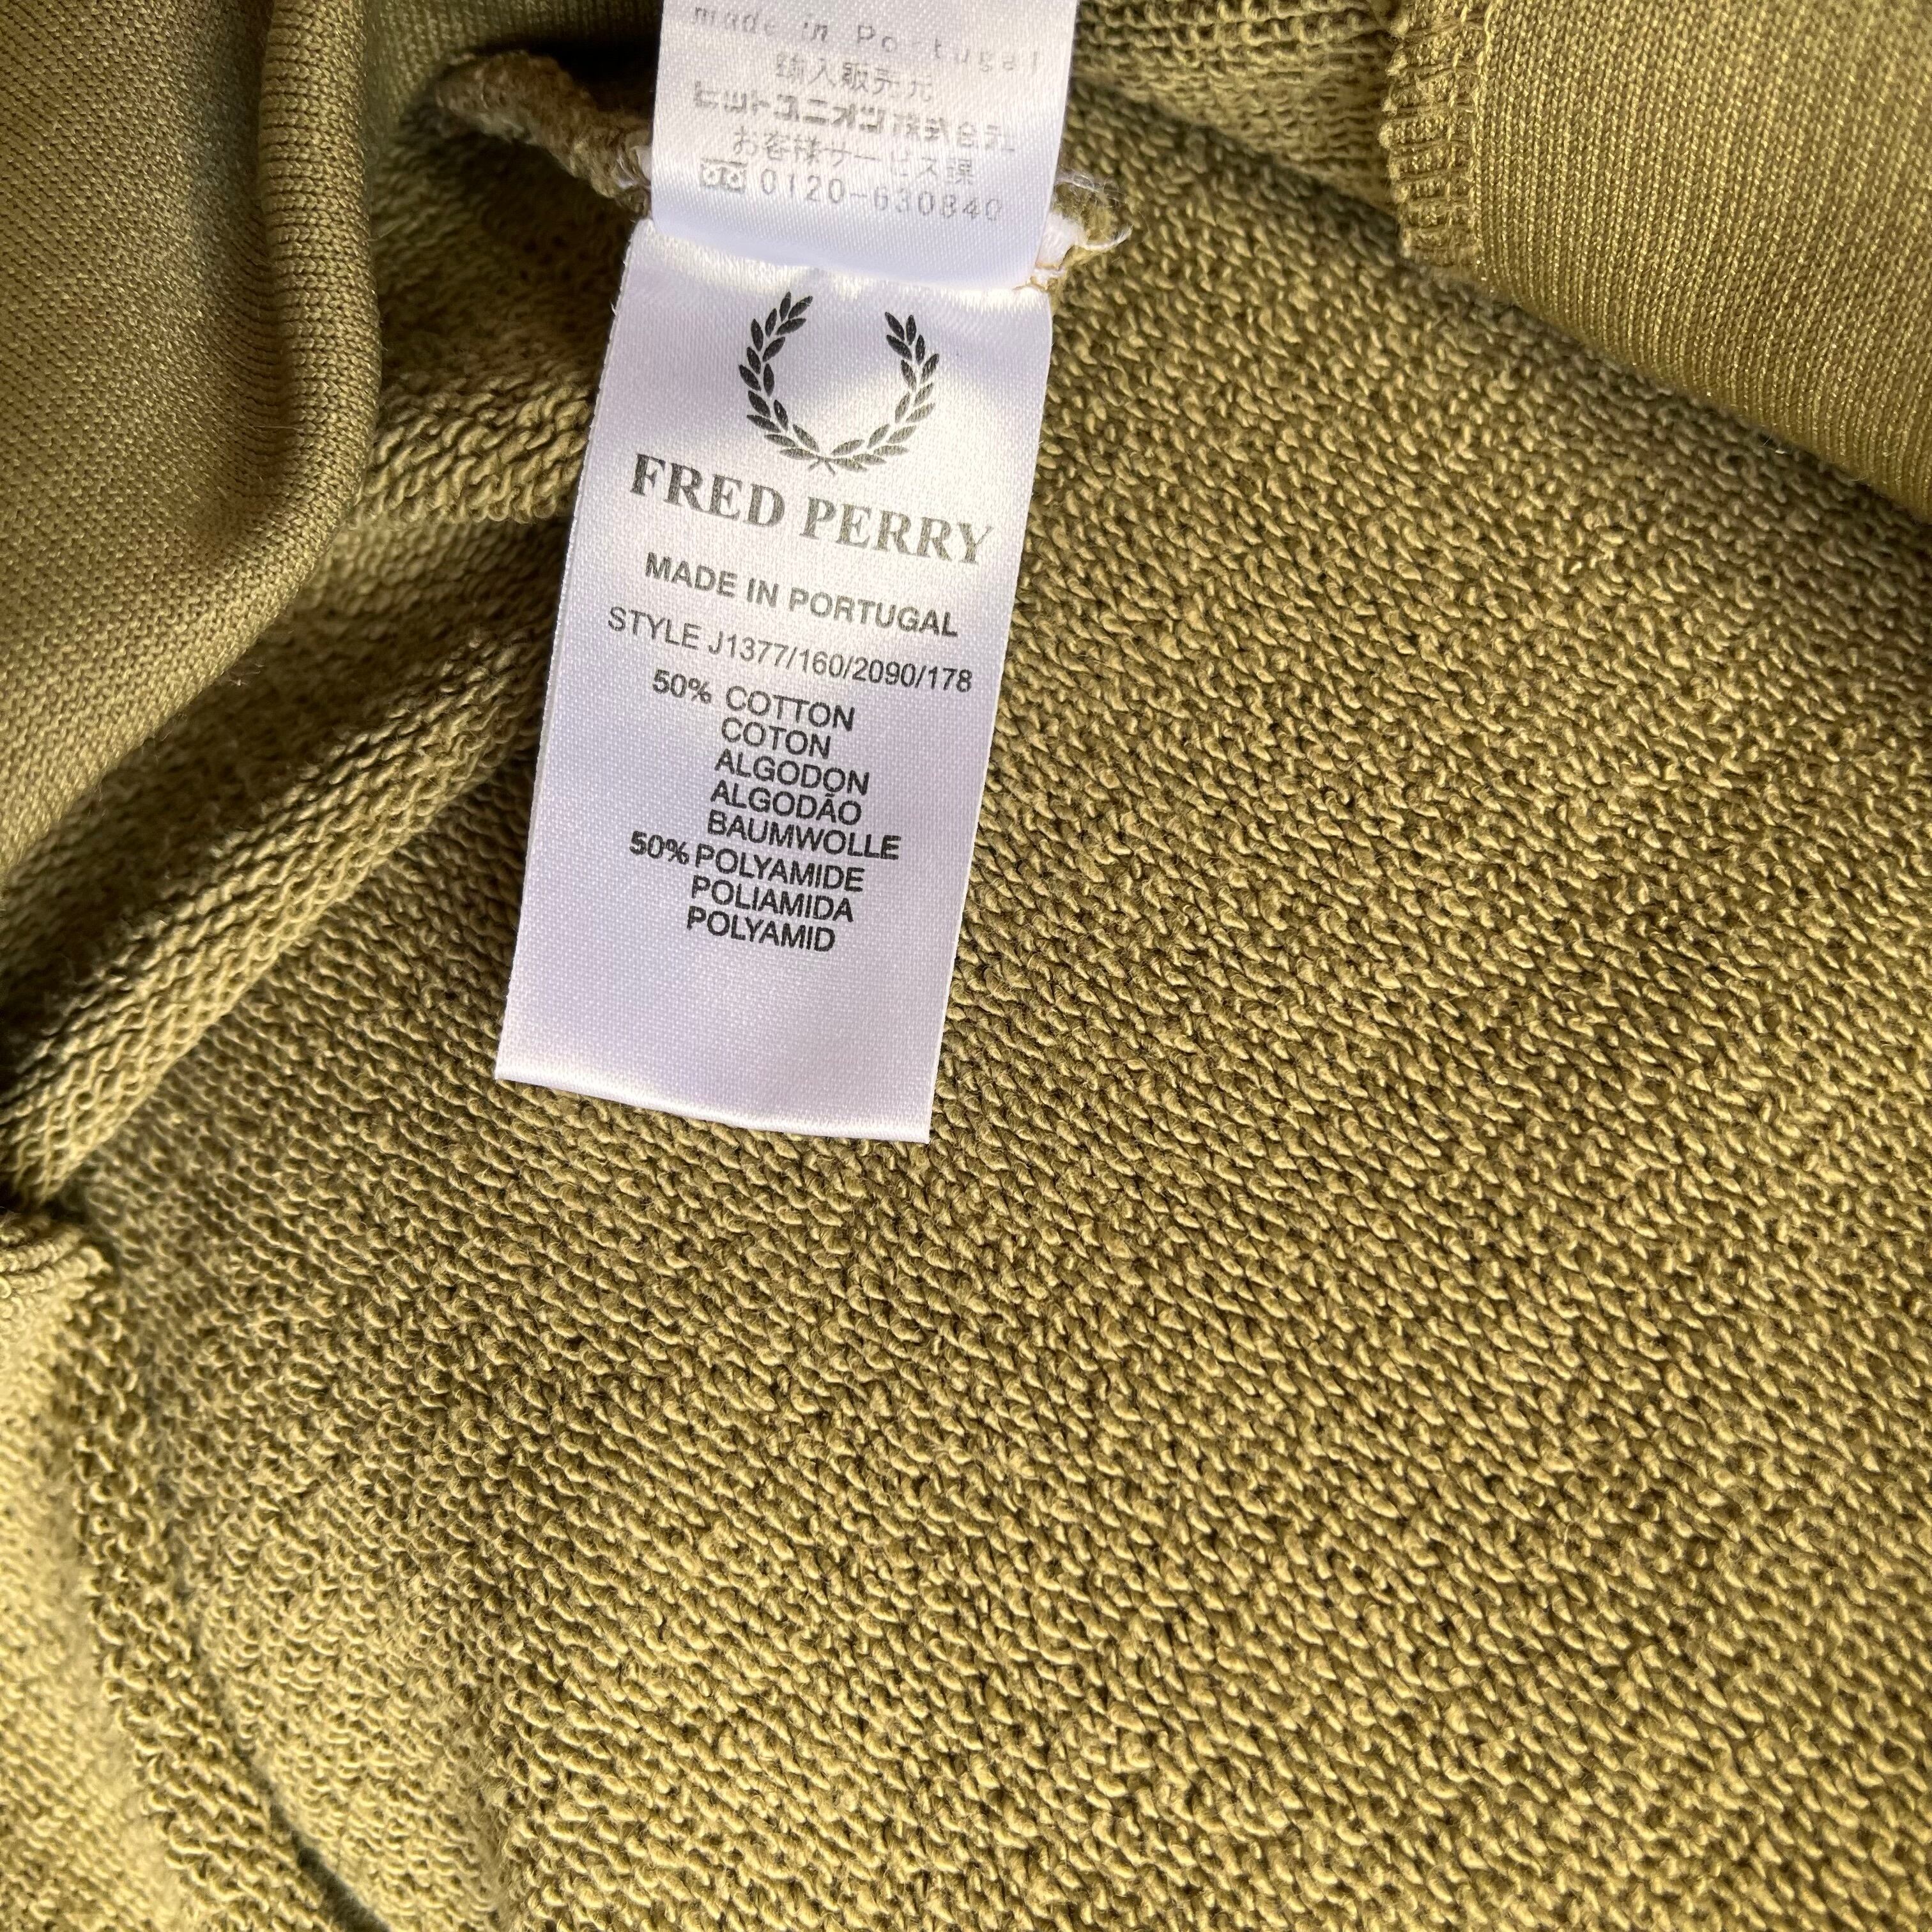 made in Portugal
輸入販売元
ヒットユニオン株式会社
お客様サービス課
0120-630840
FRED PERRY
MADE IN PORTUGAL
STYLE J1377/160/2090/178
50% COTTON
COTON
ALGODON
ALGODÃO
BAUMWOLLE
50% POLYAMIDE
POLIAMIDA
POLYAMID